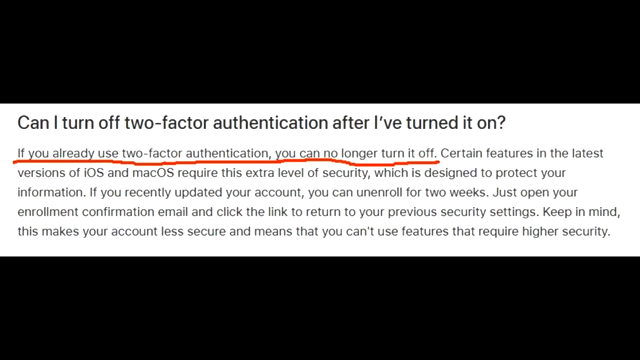 Can I turn off two-factor authentication after I’ve turned it on?
If you already use two-factor authentication, you can no longer turn it off. Certain features in the latest
versions of iOS and macOS require this extra level of security, which is designed to protect your
information. If you recently updated your account, you can unenroll for two weeks. Just open your
enrollment confirmation email and click the link to return to your previous security settings. Keep in mind,
this makes your account less secure and means that you can't use features that require higher security.